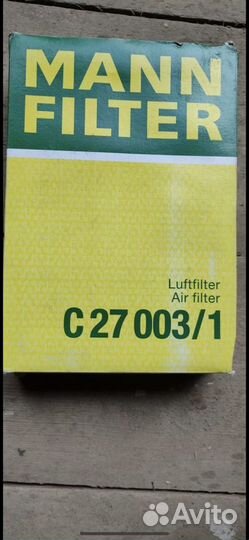 MANN
FILTER
Luftfilter
Air filter
C 27 003/1
Avito